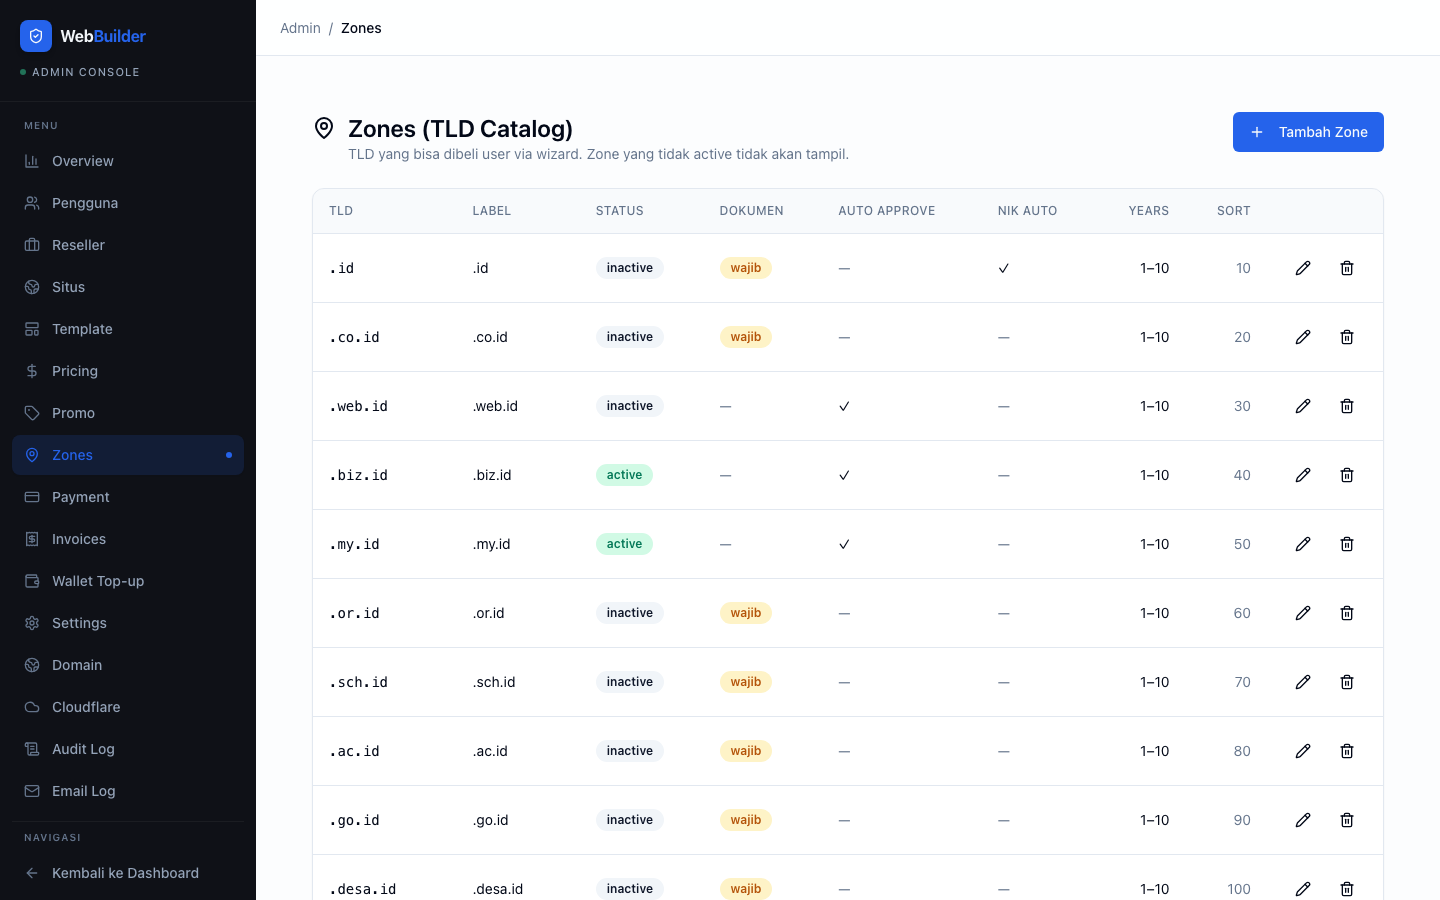 WebBuilder
ADMIN CONSOLE
MENU
Overview
Pengguna
Reseller
Situs
Template
Pricing
Promo
Zones
Payment
Invoices
Wallet Top-up
Settings
Domain
Cloudflare
Audit Log
Email Log
NAVIGASI
Kembali ke Dashboard
Admin / Zones
Zones (TLD Catalog)
TLD yang bisa dibeli user via wizard. Zone yang tidak active tidak akan tampil.
Tambah Zone
TLD LABEL STATUS DOKUMEN AUTO APPROVE NIK AUTO YEARS SORT
.id .id inactive wajib — ✓ 1–10 10
.co.id .co.id inactive wajib — — 1–10 20
.web.id .web.id inactive — ✓ — 1–10 30
.biz.id .biz.id active — ✓ — 1–10 40
.my.id .my.id active — ✓ — 1–10 50
.or.id .or.id inactive wajib — — 1–10 60
.sch.id .sch.id inactive wajib — — 1–10 70
.ac.id .ac.id inactive wajib — — 1–10 80
.go.id .go.id inactive wajib — — 1–10 90
.desa.id .desa.id inactive wajib — — 1–10 100